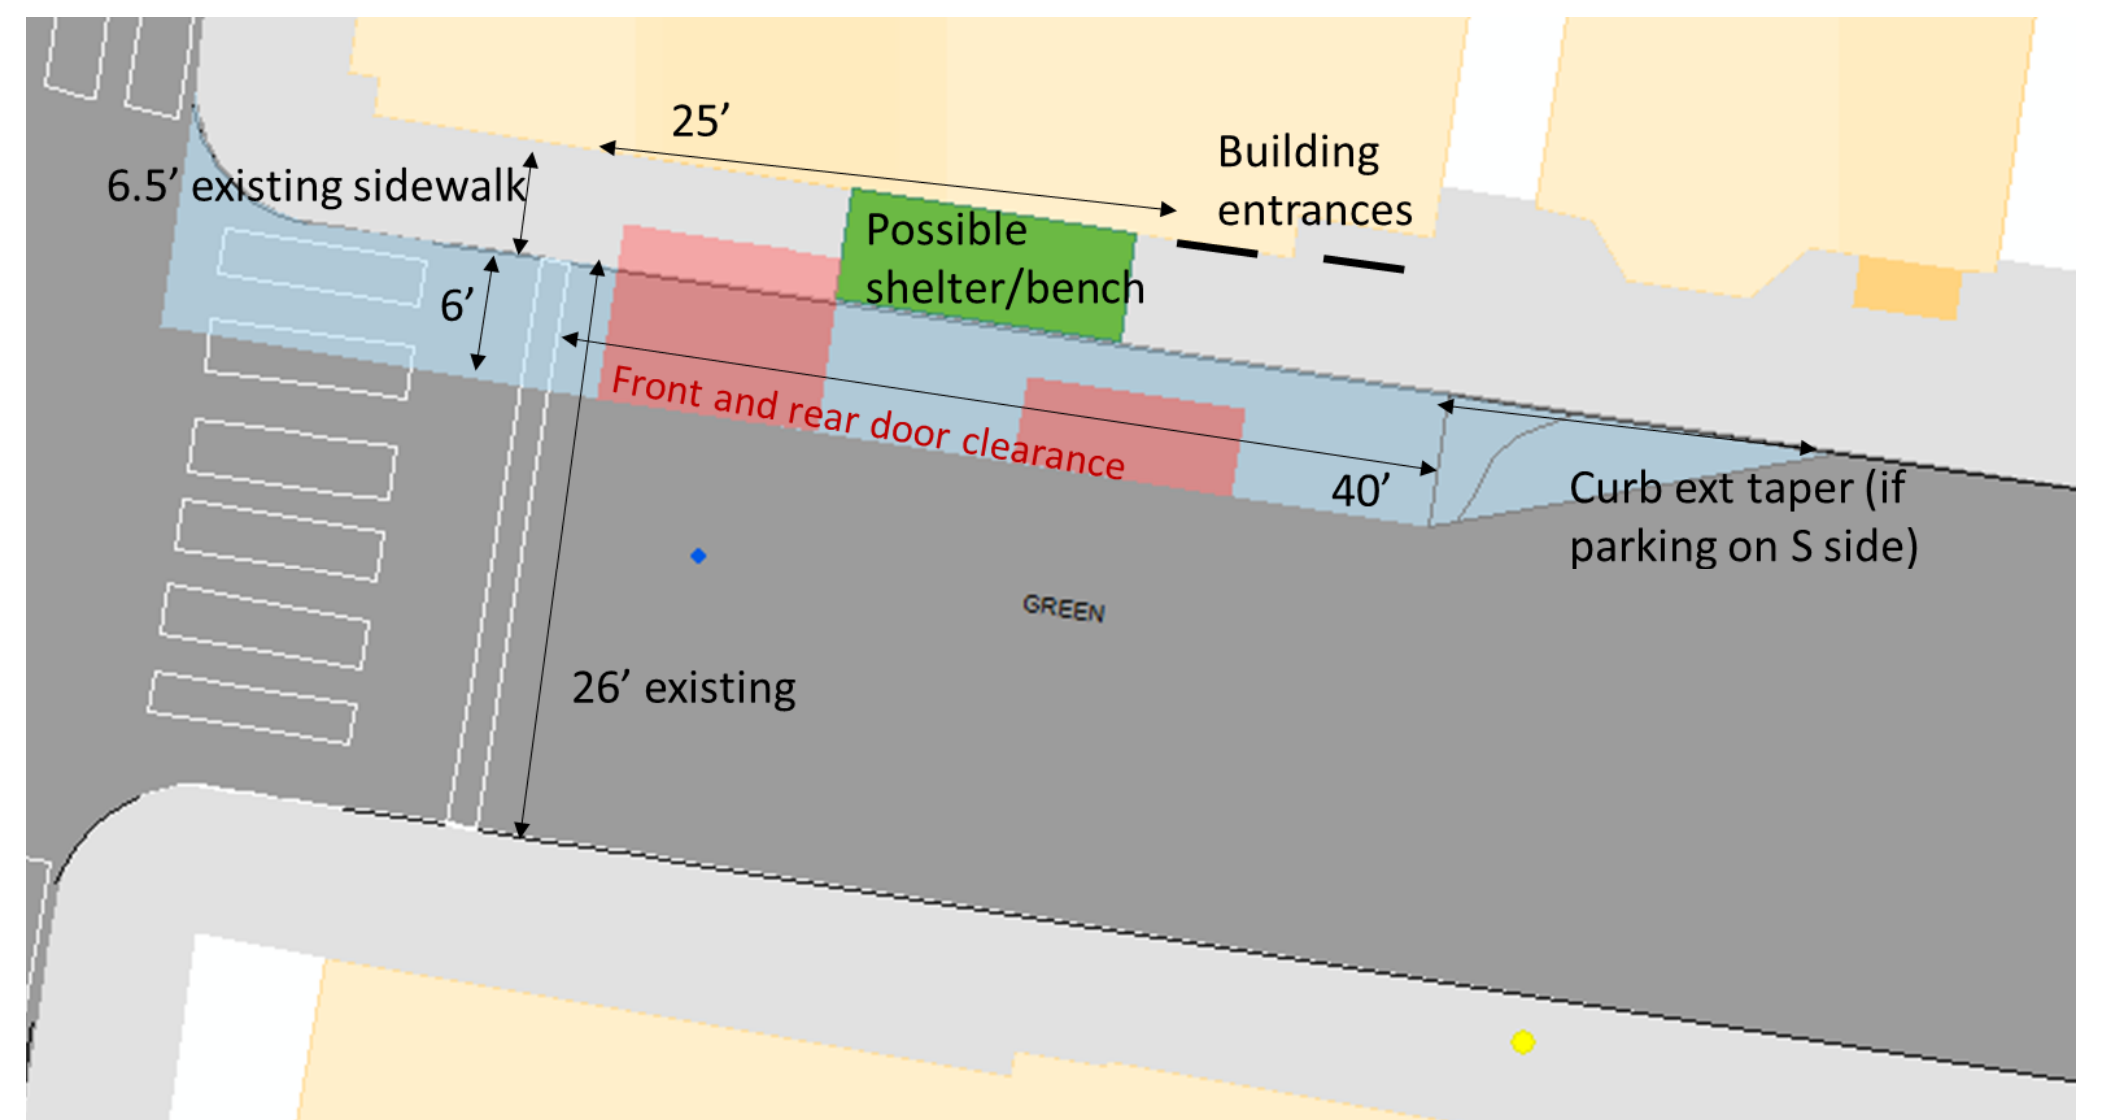 25’
Building
entrances
6.5’ existing sidewalk
Possible
shelter/bench
6’
Front and rear door clearance
40’
Curb ext taper (if
parking on S side)
GREEN
26’ existing